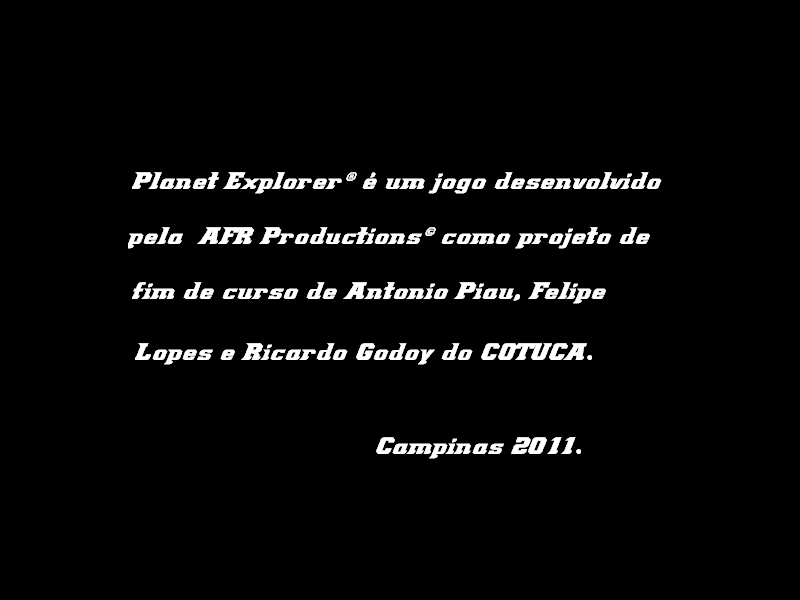 Planet Explorer® é um jogo desenvolvido
pela AFR Productions© como projeto de
fim de curso de Antonio Piau, Felipe
Lopes e Ricardo Godoy do COTUCA.
Campinas 2011.